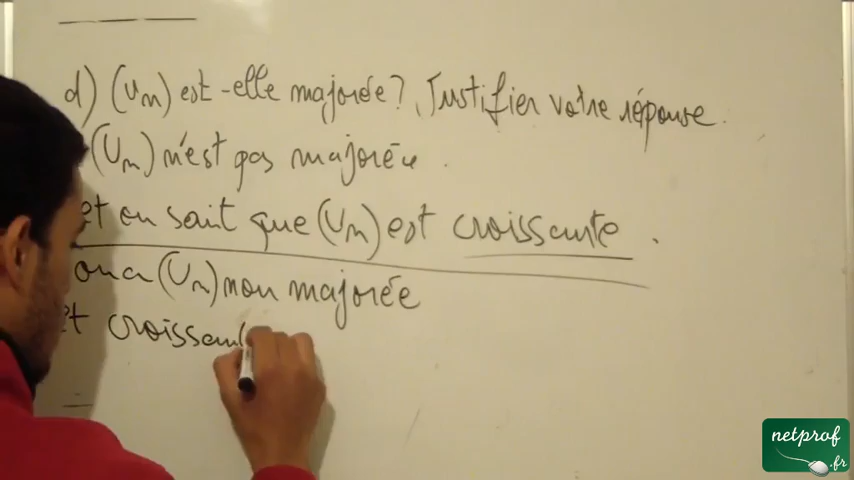 d) (Un) est-elle majorée? Justifier votre réponse.
(Un) n'est pas majorée.
et on sait que (Un) est croissante.
on a (Un) non majorée
et croissant
netprof
.fr